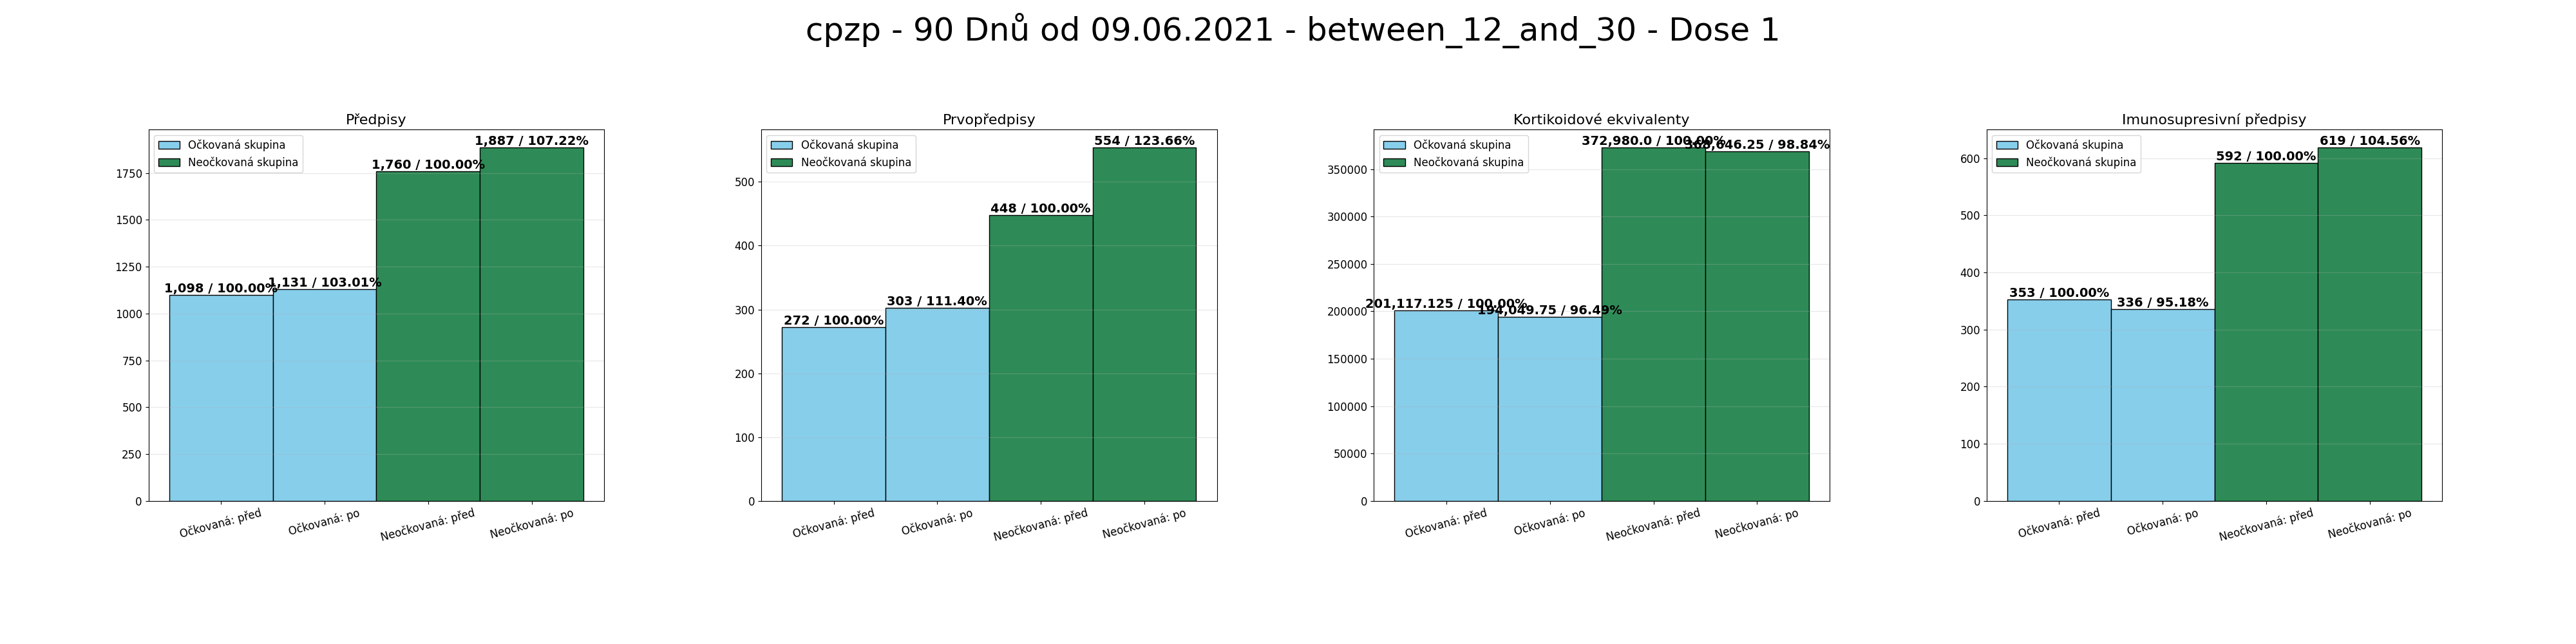 cpzp - 90 Dnů od 09.06.2021 - between_12_and_30 - Dose 1
Předpisy
Očkovaná skupina
Neočkovaná skupina
1,098 / 100.00%
1,131 / 103.01%
1,760 / 100.00%
1,887 / 107.22%
1750
1500
1250
1000
750
500
250
0
Očkovaná: před
Očkovaná: po
Neočkovaná: před
Neočkovaná: po
Prvopředpisy
Očkovaná skupina
Neočkovaná skupina
272 / 100.00%
303 / 111.40%
448 / 100.00%
554 / 123.66%
500
400
300
200
100
0
Očkovaná: před
Očkovaná: po
Neočkovaná: před
Neočkovaná: po
Kortikoidové ekvivalenty
Očkovaná skupina
Neočkovaná skupina
201,117.125 / 100.00%
194,049.75 / 96.49%
372,980.0 / 100.00%
/ 98.84%
350000
300000
250000
200000
150000
100000
50000
0
Očkovaná: před
Očkovaná: po
Neočkovaná: před
Neočkovaná: po
Imunosupresivní předpisy
Očkovaná skupina
Neočkovaná skupina
353 / 100.00%
336 / 95.18%
592 / 100.00%
619 / 104.56%
600
500
400
300
200
100
0
Očkovaná: před
Očkovaná: po
Neočkovaná: před
Neočkovaná: po